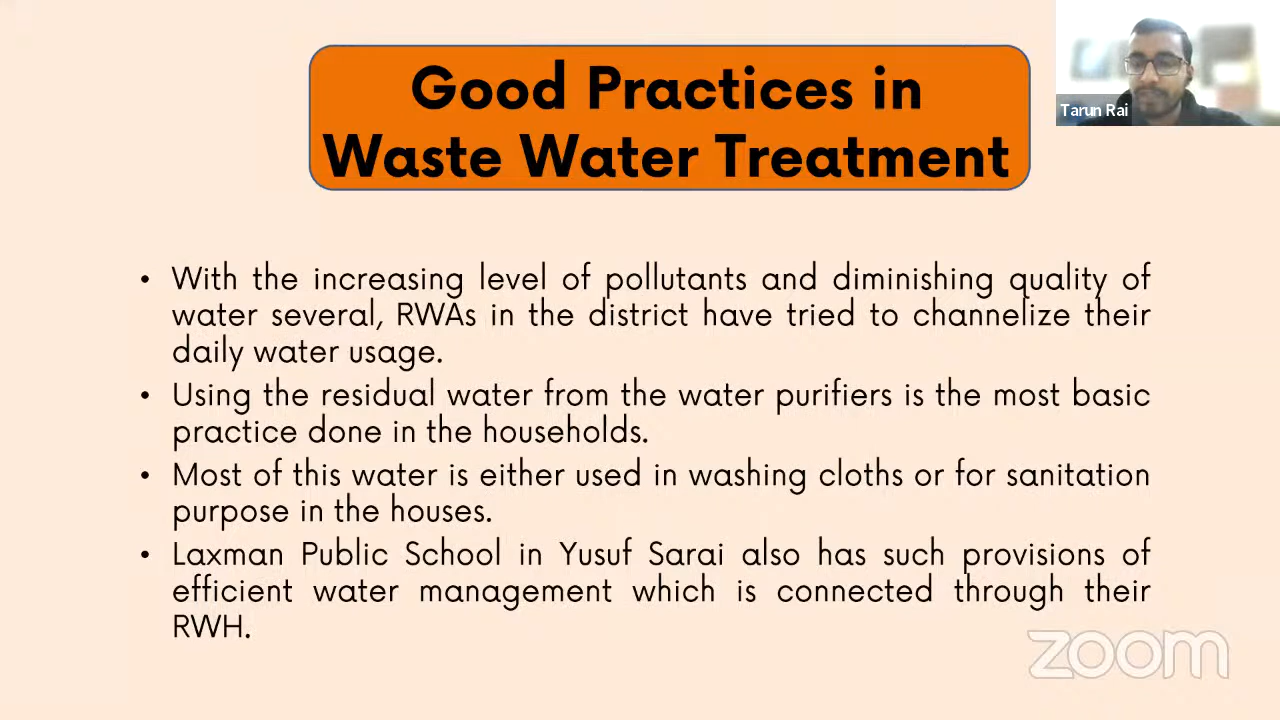 Good Practices in
Waste Water Treatment
Tarun Rai
• With the increasing level of pollutants and diminishing quality of
water several, RWAs in the district have tried to channelize their
daily water usage.
• Using the residual water from the water purifiers is the most basic
practice done in the households.
• Most of this water is either used in washing cloths or for sanitation
purpose in the houses.
• Laxman Public School in Yusuf Sarai also has such provisions of
efficient water management which is connected through their
RWH.
zoom